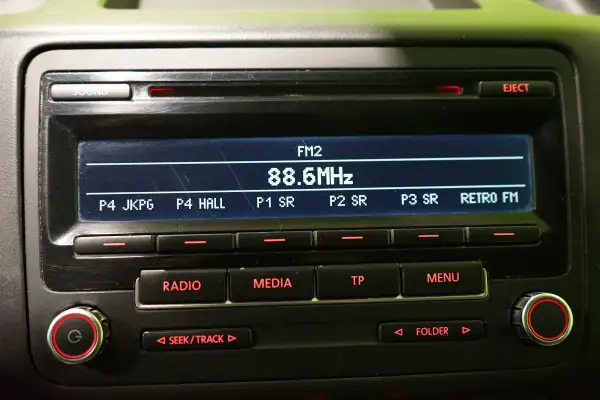 SOUND EJECT
FM2
88.6MHz
P4 JKPG P4 HALL P1 SR P2 SR P3 SR RETRO FM
RADIO MEDIA TP MENU
SEEK/TRACK FOLDER